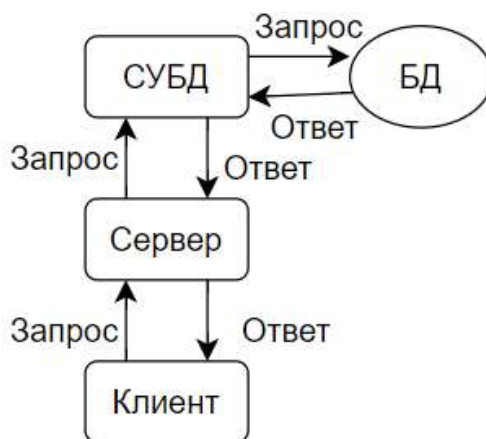 Запрос
СУБД
БД
Ответ
Запрос
Ответ
Сервер
Запрос
Ответ
Клиент